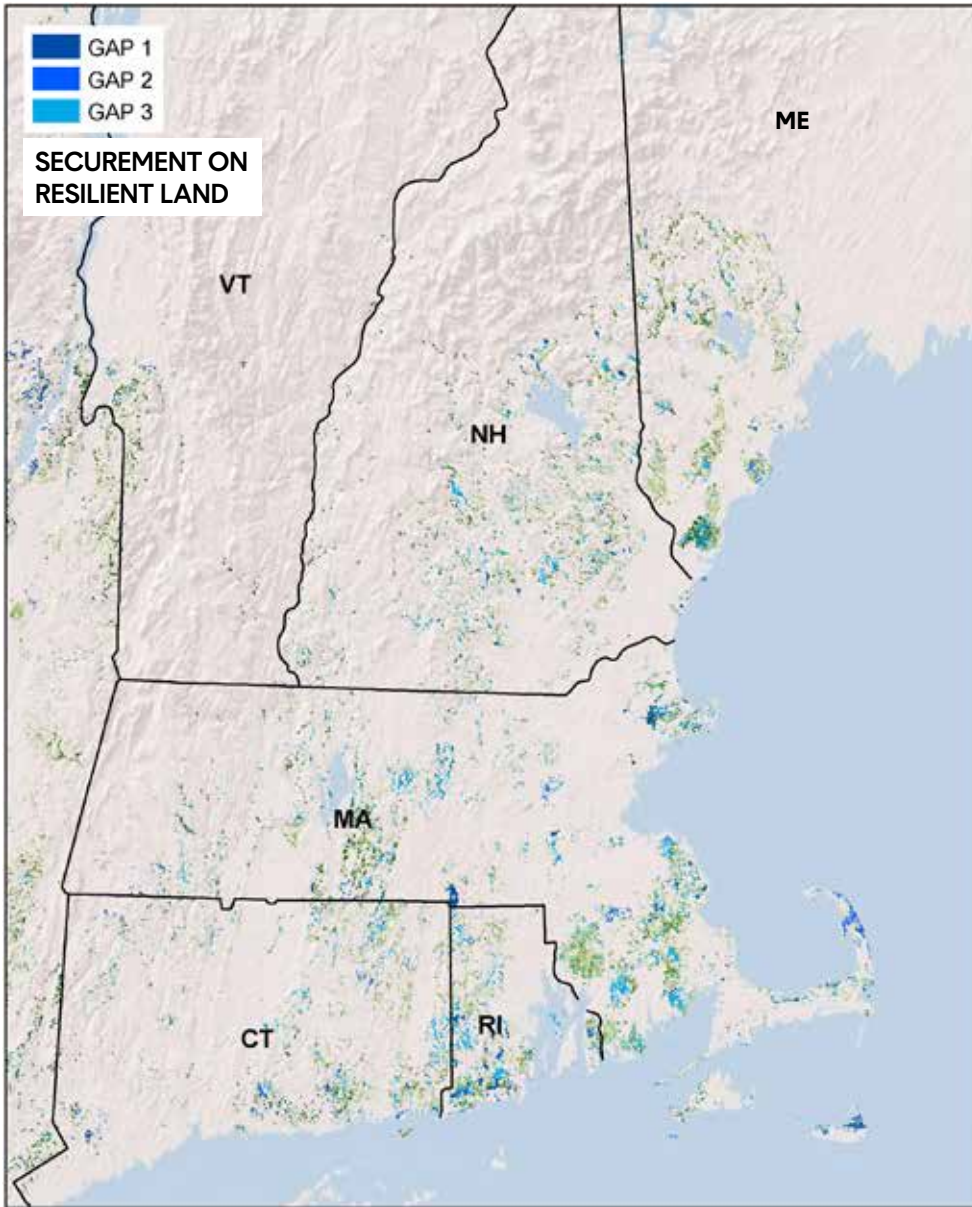 GAP 1
GAP 2
GAP 3
SECUREMENT ON
RESILIENT LAND
ME
VT
NH
MA
CT
RI